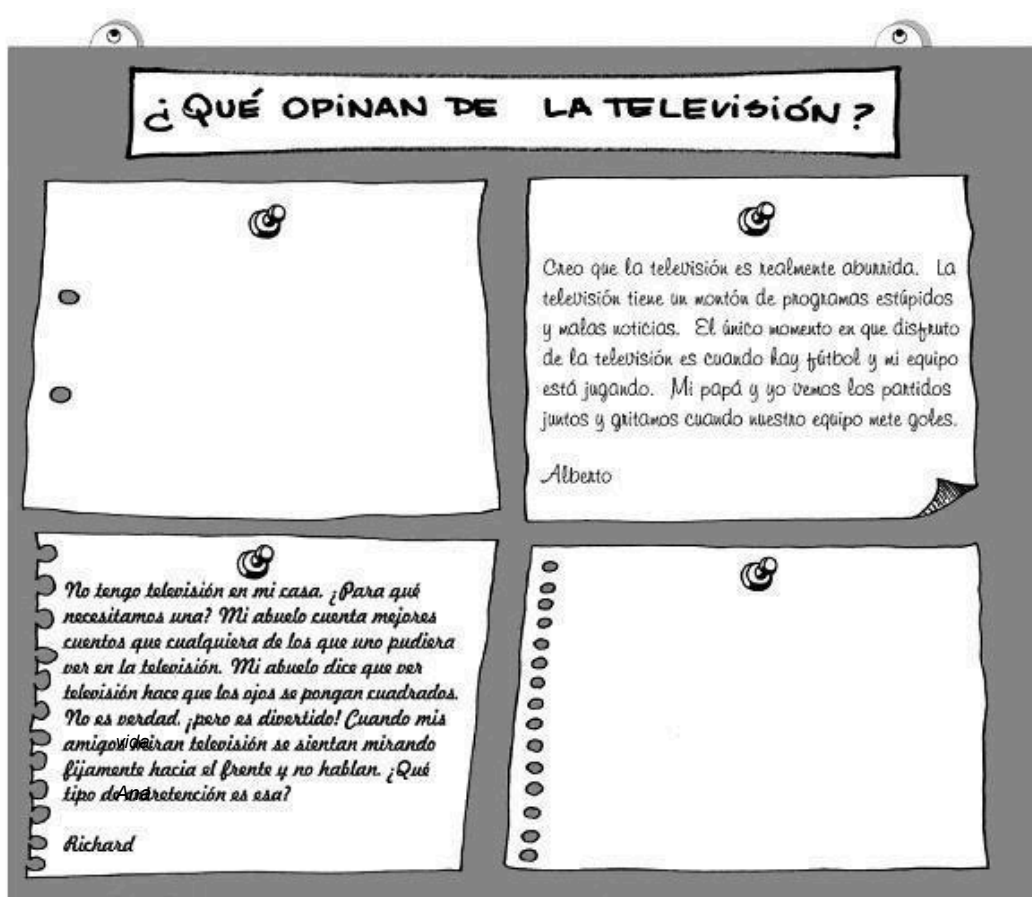 ¿QUÉ OPINAN DE LA TELEVISIÓN?
Creo que la televisión es realmente aburrida. La
televisión tiene un montón de programas estúpidos
y malas noticias. El único momento en que disfruto
de la televisión es cuando hay fútbol y mi equipo
está jugando. Mi papá y yo vemos los partidos
juntos y gritamos cuando nuestro equipo mete goles.
Alberto
No tengo televisión en mi casa. ¿Para qué
necesitamos una? Mi abuelo cuenta mejores
cuentos que cualquiera de los que uno pudiera
ver en la televisión. Mi abuelo dice que ver
televisión hace que los ojos se pongan cuadrados.
No es verdad, ¡pero es divertido! Cuando mis
amigos miran televisión se sientan mirando
vida
fijamente hacia el frente y no hablan. ¿Qué
tipo de entretención es esa?
Ana
Richard